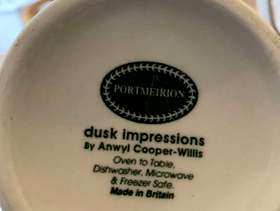 PORTMEIRION
dusk impressions
By Anwyl Cooper-Willis
Oven to Table,
Dishwasher, Microwave
& Freezer Safe.
Made in Britain